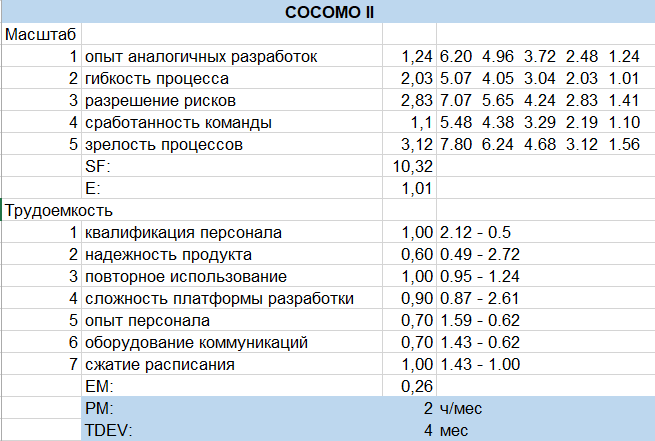 COCOMO II
Масштаб
1 опыт аналогичных разработок 1,24 6.20 4.96 3.72 2.48 1.24
2 гибкость процесса 2,03 5.07 4.05 3.04 2.03 1.01
3 разрешение рисков 2,83 7.07 5.65 4.24 2.83 1.41
4 сработанность команды 1,1 5.48 4.38 3.29 2.19 1.10
5 зрелость процессов 3,12 7.80 6.24 4.68 3.12 1.56
SF: 10,32
E: 1,01
Трудоемкость
1 квалификация персонала 1,00 2.12 - 0.5
2 надежность продукта 0,60 0.49 - 2.72
3 повторное использование 1,00 0.95 - 1.24
4 сложность платформы разработки 0,90 0.87 - 2.61
5 опыт персонала 0,70 1.59 - 0.62
6 оборудование коммуникаций 0,70 1.43 - 0.62
7 сжатие расписания 1,00 1.43 - 1.00
EM: 0,26
PM: 2 ч/мес
TDEV: 4 мес